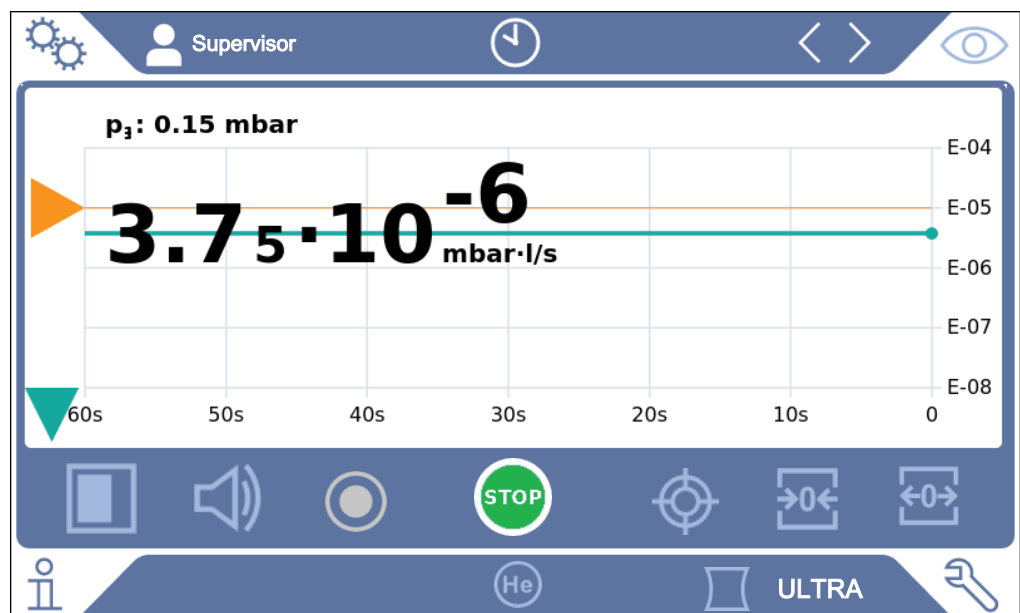 Supervisor
p₃: 0.15 mbar
E-04
E-05
3.75·10⁻⁶
mbar·l/s
E-06
E-07
E-08
60s 50s 40s 30s 20s 10s 0
STOP →0← ←0→
He ULTRA